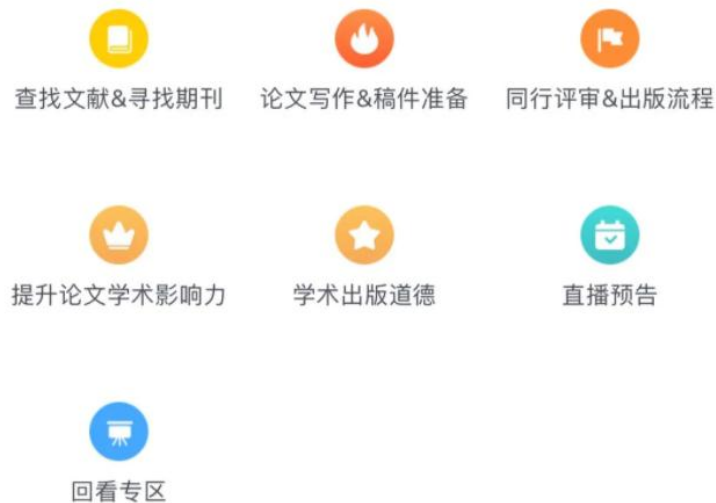 查找文献&寻找期刊
论文写作&稿件准备
同行评审&出版流程
提升论文学术影响力
学术出版道德
直播预告
回看专区